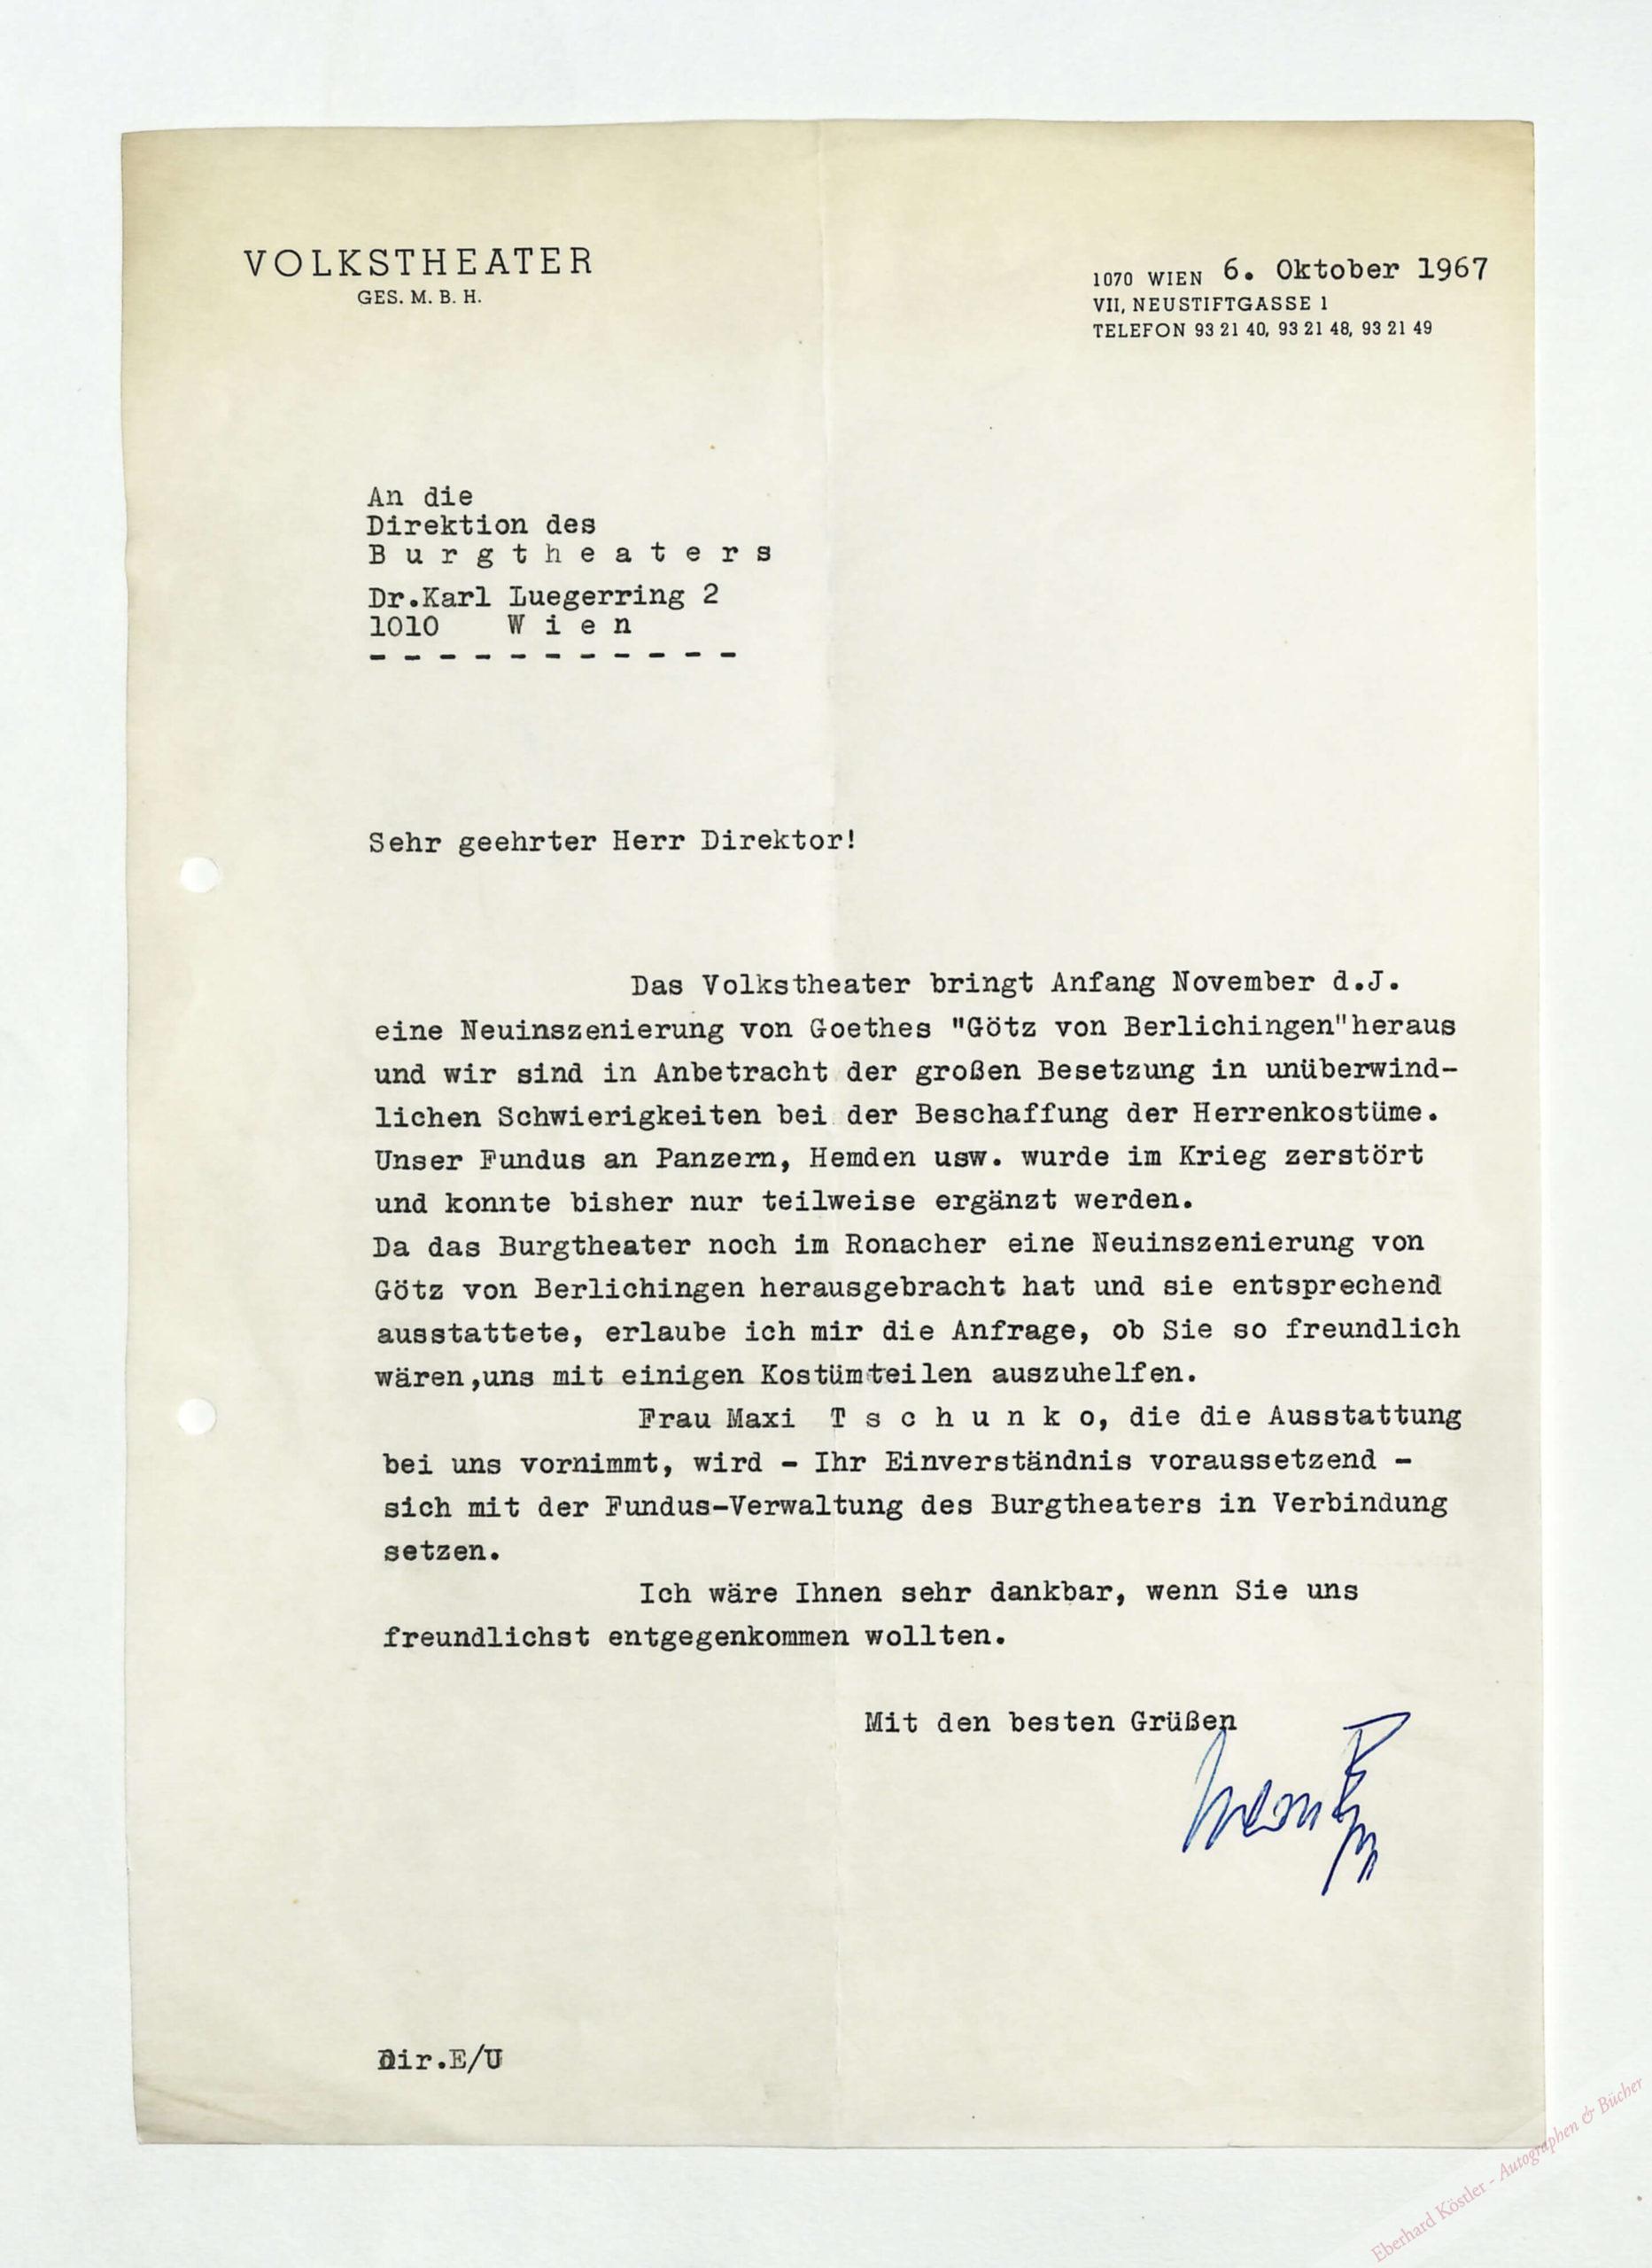 VOLKSTHEATER
GES. M. B. H.
1070 WIEN 6. Oktober 1967
VII, NEUSTIFTGASSE 1
TELEFON 93 21 40, 93 21 48, 93 21 49
An die
Direktion des
B u r g t h e a t e r s
Dr.Karl Luegerring 2
1010 W i e n
- - - - - - - - - - -
Sehr geehrter Herr Direktor!
Das Volkstheater bringt Anfang November d.J.
eine Neuinszenierung von Goethes "Götz von Berlichingen"heraus
und wir sind in Anbetracht der großen Besetzung in unüberwind-
lichen Schwierigkeiten bei der Beschaffung der Herrenkostüme.
Unser Fundus an Panzern, Hemden usw. wurde im Krieg zerstört
und konnte bisher nur teilweise ergänzt werden.
Da das Burgtheater noch im Ronacher eine Neuinszenierung von
Götz von Berlichingen herausgebracht hat und sie entsprechend
ausstattete, erlaube ich mir die Anfrage, ob Sie so freundlich
wären,uns mit einigen Kostümteilen auszuhelfen.
Frau Maxi T s c h u n k o, die die Ausstattung
bei uns vornimmt, wird - Ihr Einverständnis voraussetzend -
sich mit der Fundus-Verwaltung des Burgtheaters in Verbindung
setzen.
Ich wäre Ihnen sehr dankbar, wenn Sie uns
freundlichst entgegenkommen wollten.
Mit den besten Grüßen
Dir.E/U
Eberhard Köstler - Autographen & Bücher